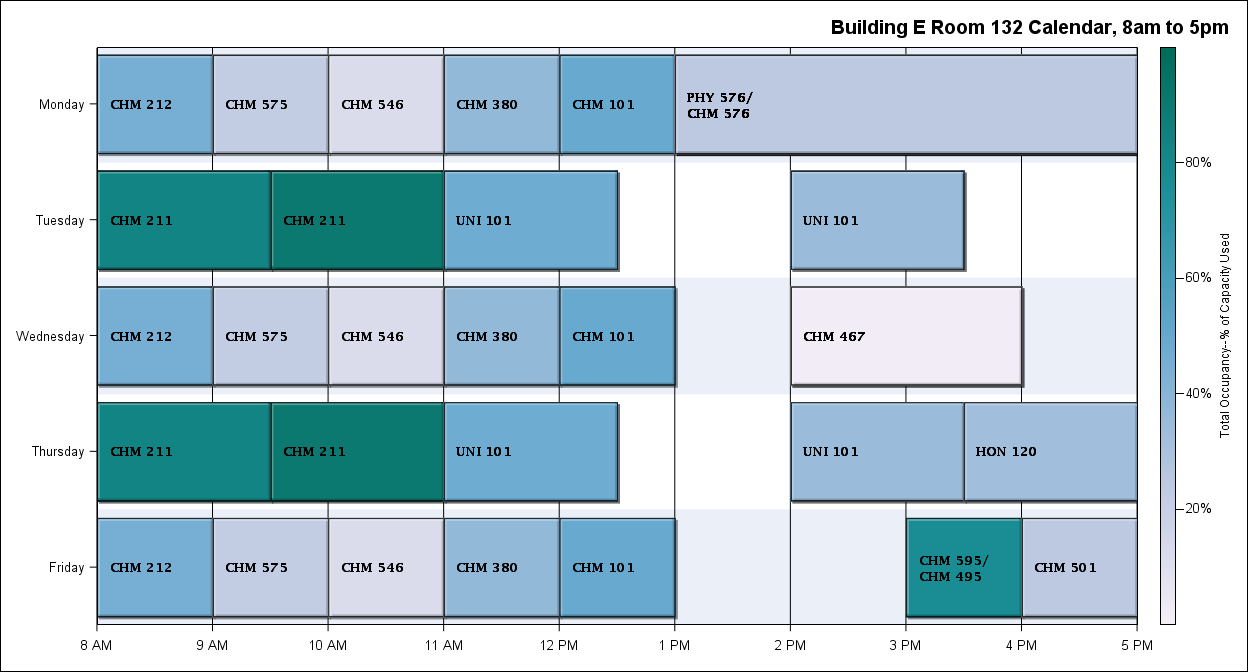 Building E Room 132 Calendar, 8am to 5pm
Monday
CHM 212
CHM 575
CHM 546
CHM 380
CHM 101
PHY 576/
CHM 576
Tuesday
CHM 211
CHM 211
UNI 101
UNI 101
Wednesday
CHM 212
CHM 575
CHM 546
CHM 380
CHM 101
CHM 467
Thursday
CHM 211
CHM 211
UNI 101
UNI 101
HON 120
Friday
CHM 212
CHM 575
CHM 546
CHM 380
CHM 101
CHM 595/
CHM 495
CHM 501
8 AM
9 AM
10 AM
11 AM
12 PM
1 PM
2 PM
3 PM
4 PM
5 PM
80%
60%
40%
20%
Total Occupancy--% of Capacity Used